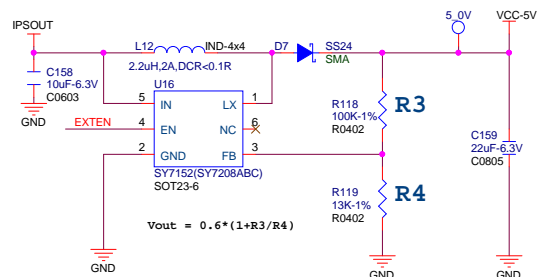 IPSOUT
L12
IND-4x4
2.2uH,2A,DCR<0.1R
D7
SS24
SMA
5_0V
VCC-5V
C158
10uF-6.3V
C0603
GND
U16
5
IN
LX
1
EXTEN
4
EN
NC
6
2
GND
FB
3
SY7152(SY7208ABC)
SOT23-6
R118
100K-1%
R0402
R3
R119
13K-1%
R0402
R4
C159
22uF-6.3V
C0805
Vout = 0.6*(1+R3/R4)
GND
GND
GND